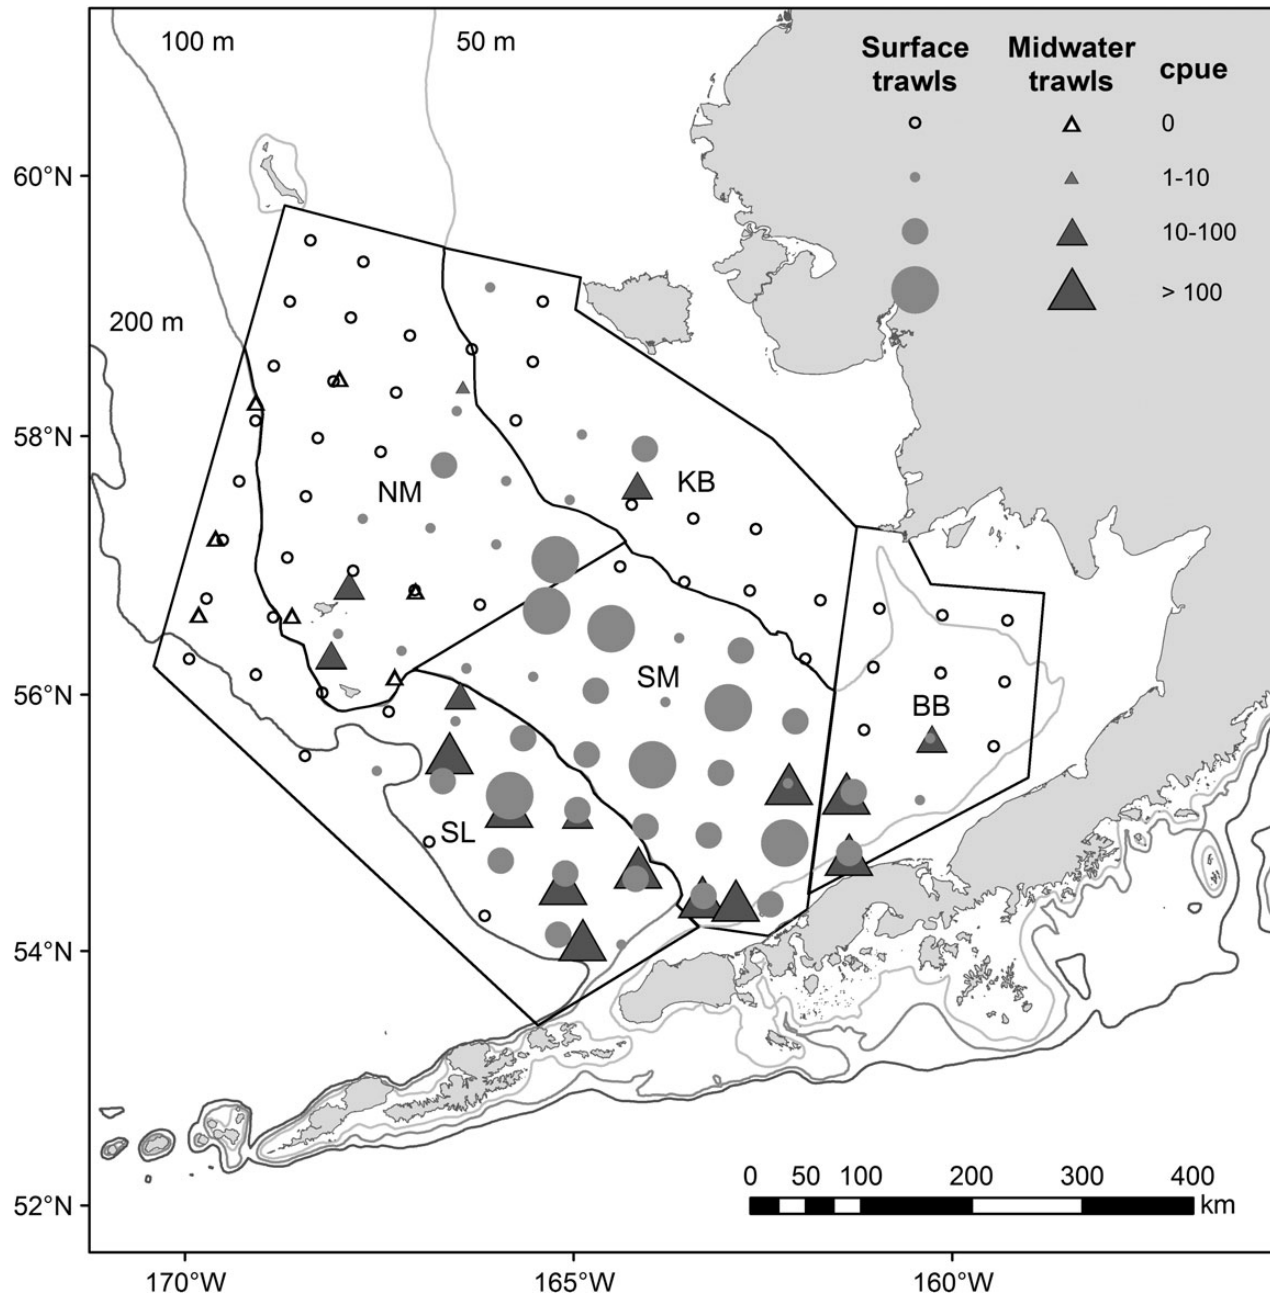 100 m
50 m
Surface trawls
Midwater trawls
cpue
0
1-10
10-100
> 100
200 m
60°N
58°N
56°N
54°N
52°N
NM
KB
SM
BB
SL
0 50 100 200 300 400
km
170°W
165°W
160°W